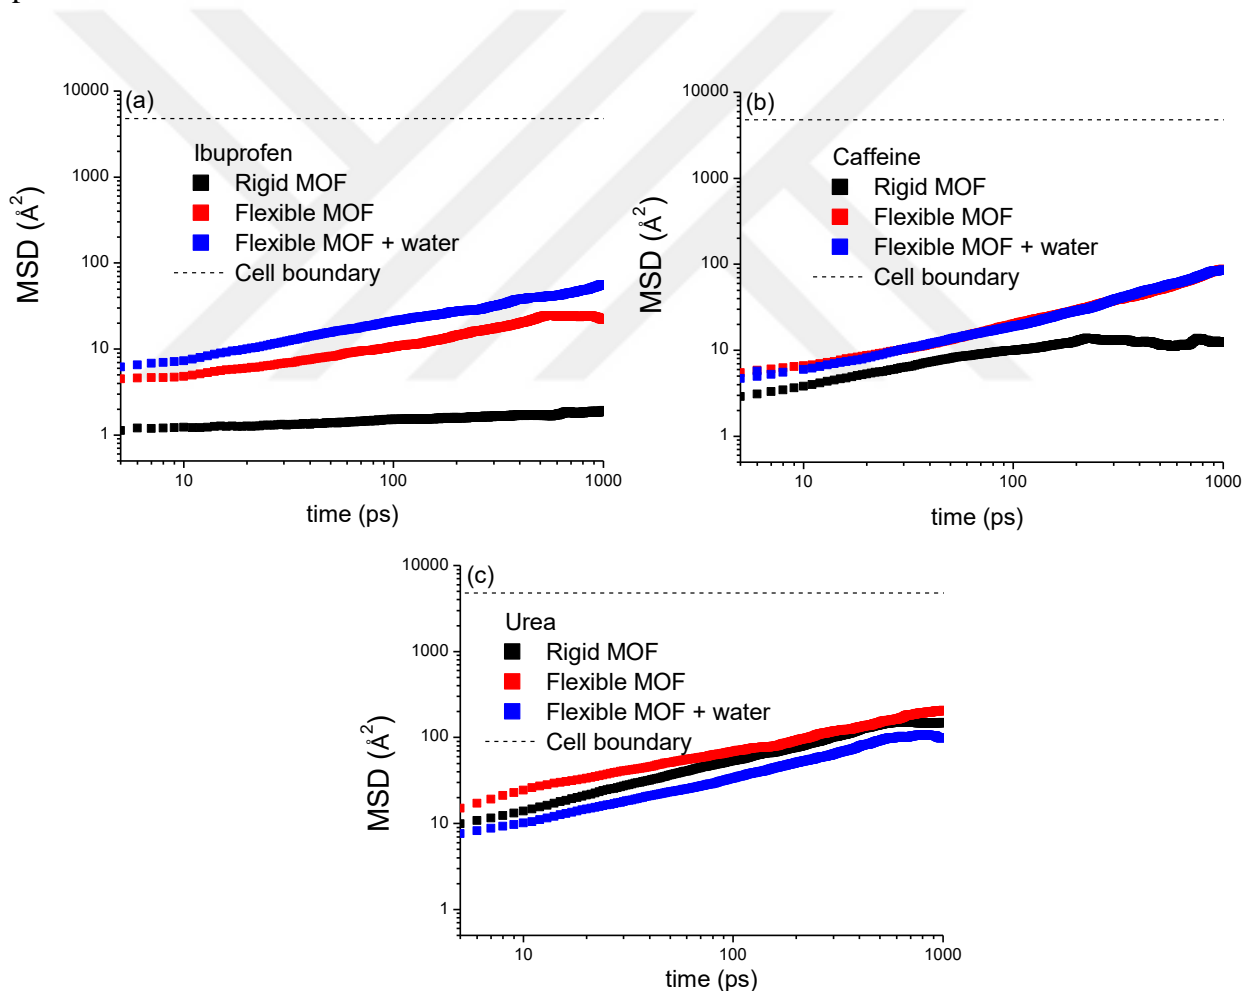 (a)
10000
1000
100
10
1
MSD (Å²)
Ibuprofen
Rigid MOF
Flexible MOF
Flexible MOF + water
Cell boundary
10
100
1000
time (ps)
(b)
10000
1000
100
10
1
MSD (Å²)
Caffeine
Rigid MOF
Flexible MOF
Flexible MOF + water
Cell boundary
10
100
1000
time (ps)
(c)
10000
1000
100
10
1
MSD (Å²)
Urea
Rigid MOF
Flexible MOF
Flexible MOF + water
Cell boundary
10
100
1000
time (ps)